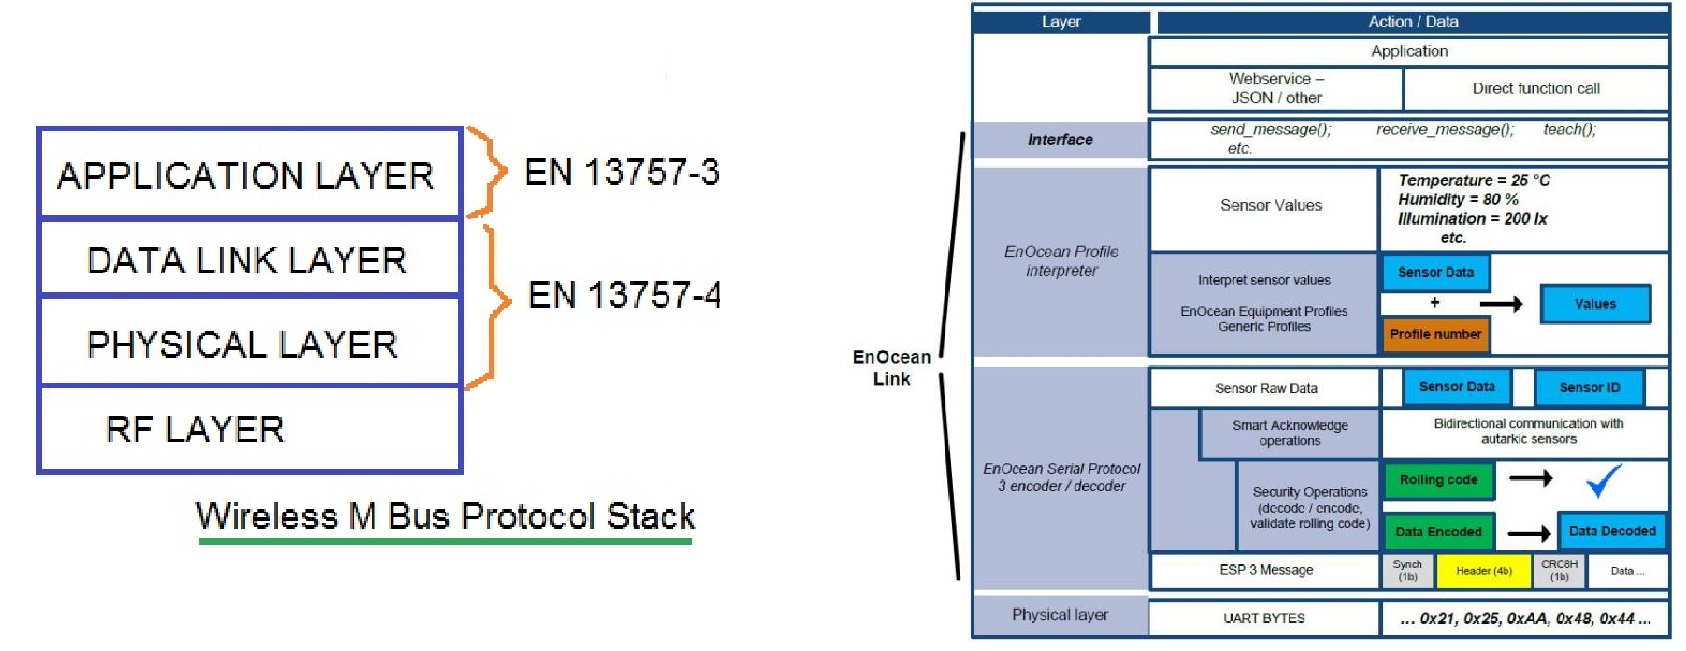 APPLICATION LAYER
EN 13757-3
DATA LINK LAYER
EN 13757-4
PHYSICAL LAYER
RF LAYER
Wireless M Bus Protocol Stack
Layer
Action / Data
Application
Webservice –
JSON / other
Direct function call
Interface
send_message(); receive_message(); teach();
etc.
EnOcean Link
EnOcean Profile
interpreter
Sensor Values
Temperature = 25 °C
Humidity = 80 %
Illumination = 200 lx
etc.
Interpret sensor values
EnOcean Equipment Profiles
Generic Profiles
Sensor Data
+
Profile number
Values
EnOcean Serial Protocol
3 encoder / decoder
Sensor Raw Data
Sensor Data
Sensor ID
Smart Acknowledge
operations
Bidirectional communication with
autarkic sensors
Security Operations
(decode / encode,
validate rolling code)
Rolling code
Data Encoded
Data Decoded
ESP 3 Message
Synch
(1b)
Header (4b)
CRC8H
(1b)
Data ...
Physical layer
UART BYTES
... 0x21, 0x25, 0xAA, 0x48, 0x44 ...